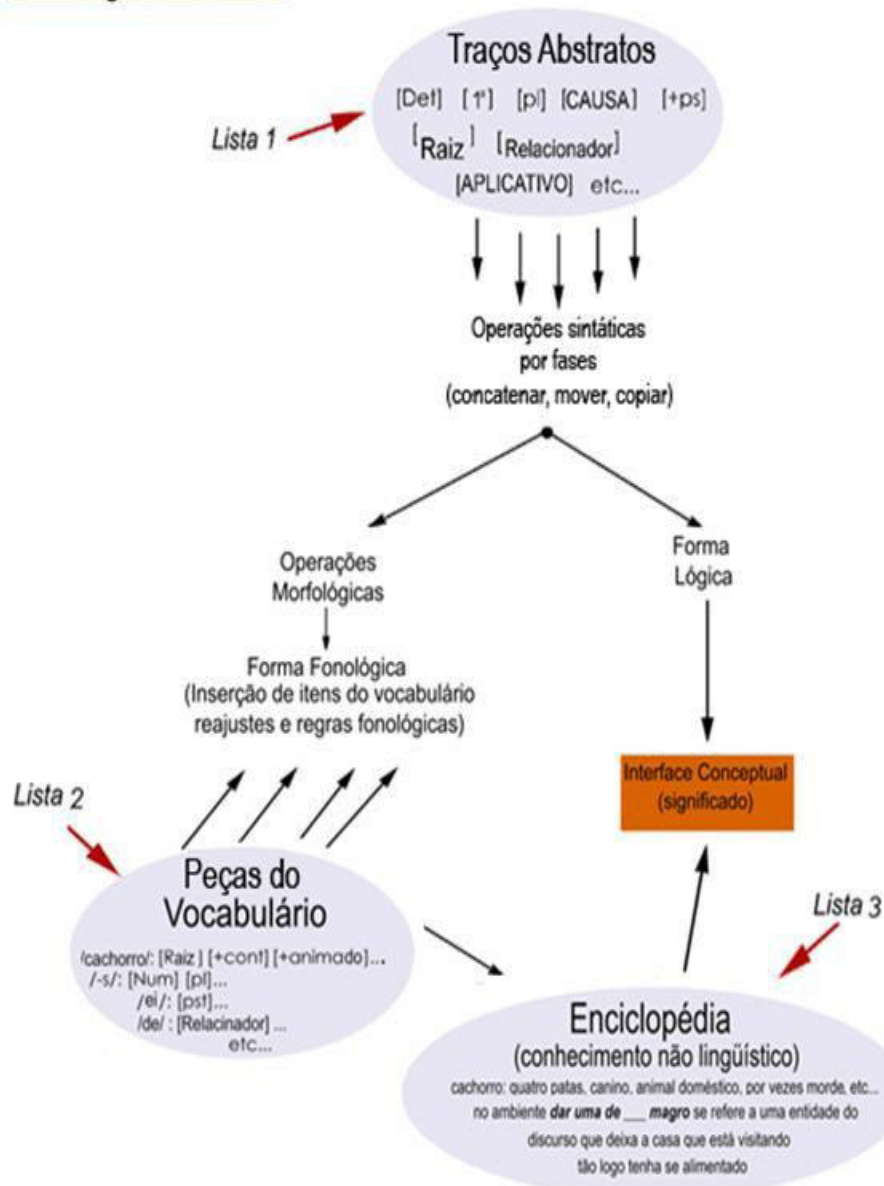 Traços Abstratos
[Det] [1ª] [pl] [CAUSA] [+ps]
[Raiz] [Relacionador]
[APLICATIVO] etc...
Lista 1
Operações sintáticas
por fases
(concatenar, mover, copiar)
Operações
Morfológicas
Forma
Lógica
Forma Fonológica
(Inserção de itens do vocabulário
reajustes e regras fonológicas)
Interface Conceptual
(significado)
Lista 2
Peças do
Vocabulário
/cachorro/: [Raiz] [+cont] [+animado]...
/-s/: [Num] [pl]...
/ei/: [pst]...
/de/ : [Relacinador] ...
etc...
Lista 3
Enciclopédia
(conhecimento não lingüístico)
cachorro: quatro patas, canino, animal doméstico, por vezes morde, etc...
no ambiente dar uma de ___ magro se refere a uma entidade do
discurso que deixa a casa que está visitando
tão logo tenha se alimentado